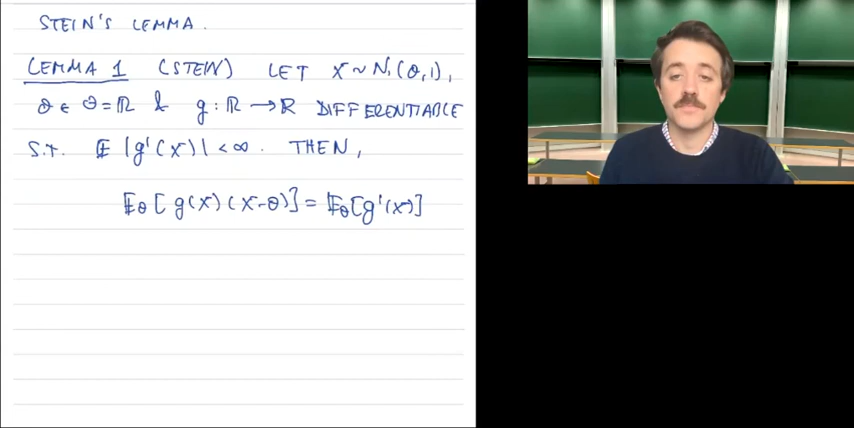 STEIN'S LEMMA.
LEMMA 1 (STEIN) LET X ~ N₁(θ,1),
θ ∈ Θ = ℝ & g : ℝ → ℝ DIFFERENTIABLE
S.T. 𝔼 |g'(X)| < ∞. THEN,
𝔼θ [ g(X) (X-θ)] = 𝔼θ [g'(X)]